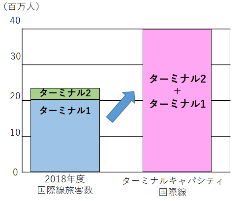 (百万人)
40
30
20
10
0
ターミナル2
ターミナル1
ターミナル2
+
ターミナル1
2018年度
国際線旅客数
ターミナルキャパシティ
国際線